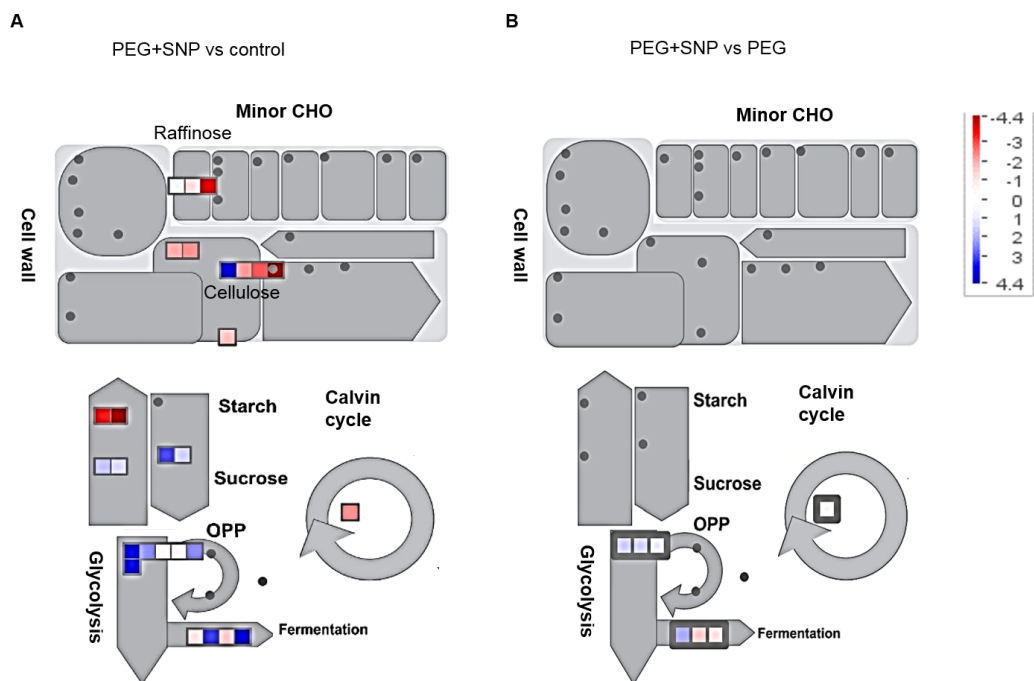 A
B
PEG+SNP vs control
PEG+SNP vs PEG
Minor CHO
Raffinose
Cell wall
Cellulose
Starch
Sucrose
Calvin
cycle
OPP
Glycolysis
Fermentation
Minor CHO
Cell wall
Starch
Sucrose
Calvin
cycle
OPP
Glycolysis
Fermentation
-4.4
-3
-2
-1
0
1
2
3
4.4